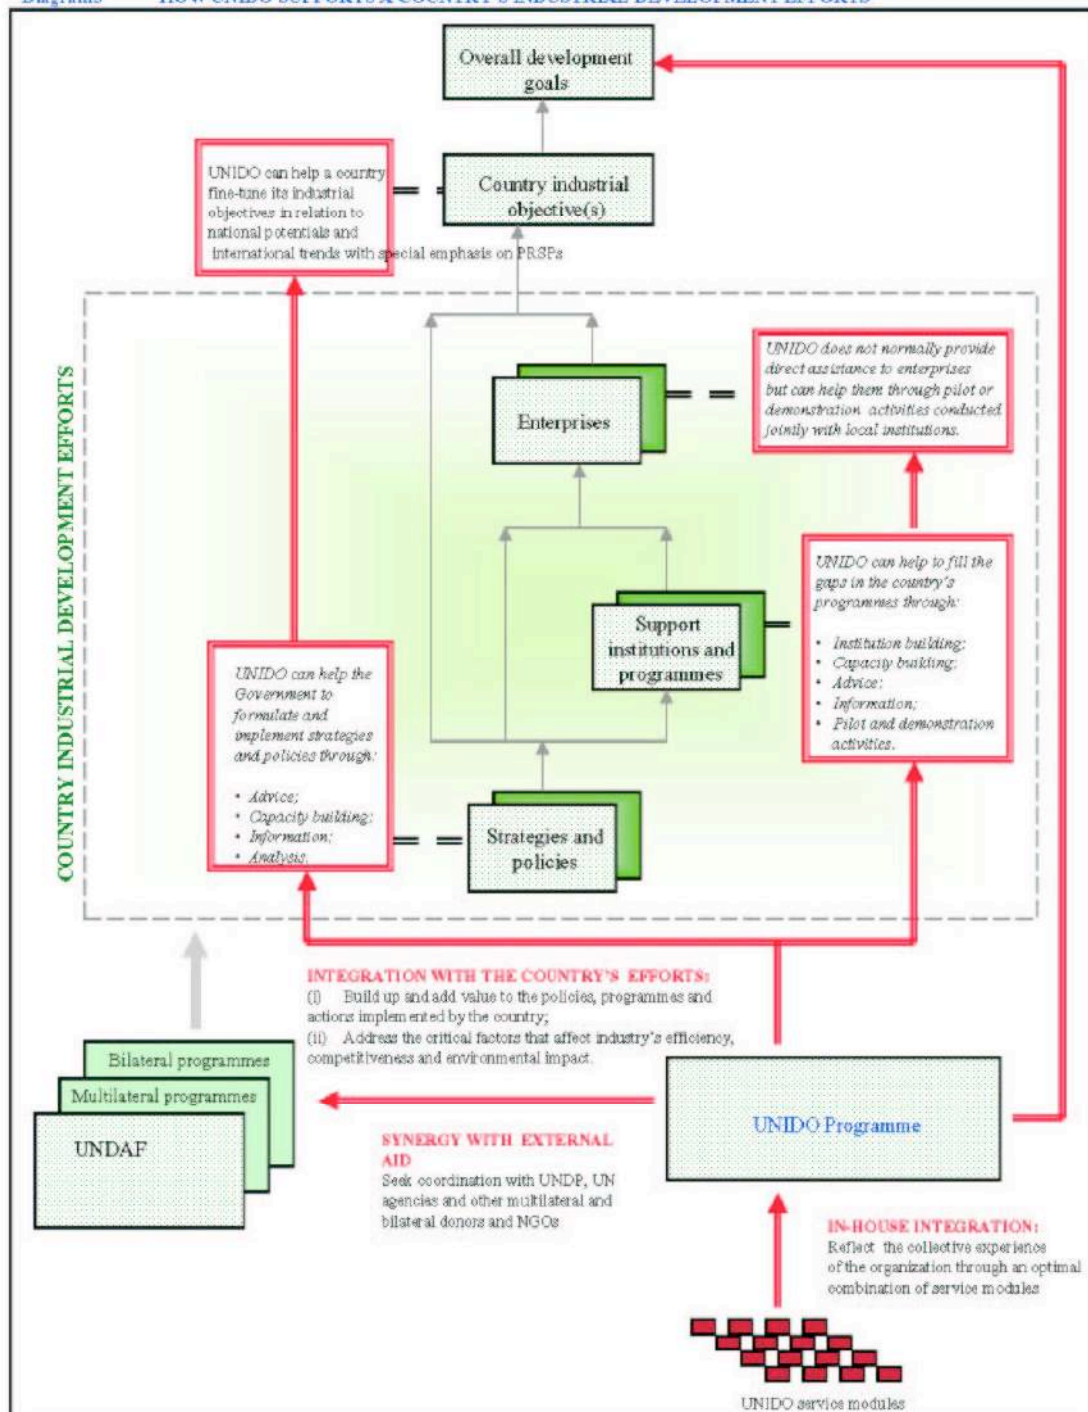 Overall development
goals
UNIDO can help a country
fine-tune its industrial
objectives in relation to
national potentials and
international trends with special emphasis on PRSPs
Country industrial
objective(s)
COUNTRY INDUSTRIAL DEVELOPMENT EFFORTS
UNIDO does not normally provide
direct assistance to enterprises
but can help them through pilot or
demonstration activities conducted
jointly with local institutions.
Enterprises
UNIDO can help to fill the
gaps in the country's
programmes through:
• Institution building;
• Capacity building;
• Advice;
• Information;
• Pilot and demonstration
activities.
Support
institutions and
programmes
UNIDO can help the
Government to
formulate and
implement strategies
and policies through:
• Advice;
• Capacity building;
• Information;
• Analysis.
Strategies and
policies
INTEGRATION WITH THE COUNTRY'S EFFORTS:
(i) Build up and add value to the policies, programmes and
actions implemented by the country;
(ii) Address the critical factors that affect industry's efficiency,
competitiveness and environmental impact.
Bilateral programmes
Multilateral programmes
UNDAF
UNIDO Programme
SYNERGY WITH EXTERNAL
AID
Seek coordination with UNDP, UN
agencies and other multilateral and
bilateral donors and NGOs
IN-HOUSE INTEGRATION:
Reflect the collective experience
of the organization through an optimal
combination of service modules
UNIDO service modules